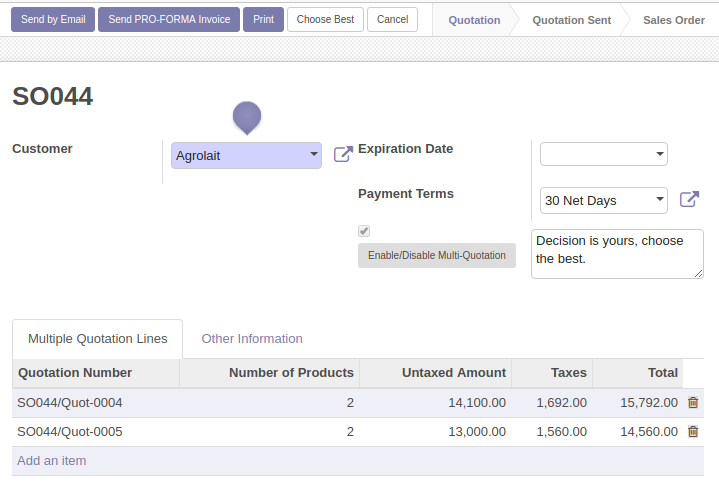 Send by Email Send PRO-FORMA Invoice Print Choose Best Cancel Quotation Quotation Sent Sales Order
SO044
Customer Agrolait Expiration Date
Payment Terms 30 Net Days
Enable/Disable Multi-Quotation
Decision is yours, choose
the best.
Multiple Quotation Lines Other Information
Quotation Number Number of Products Untaxed Amount Taxes Total
SO044/Quot-0004 2 14,100.00 1,692.00 15,792.00
SO044/Quot-0005 2 13,000.00 1,560.00 14,560.00
Add an item